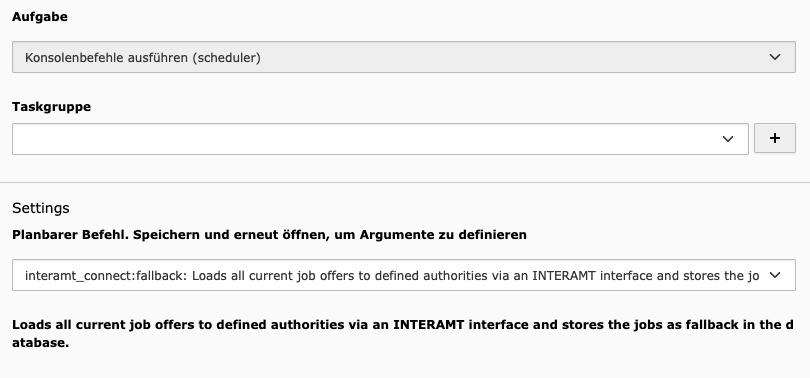 Aufgabe
Konsolenbefehle ausführen (scheduler)
Taskgruppe
+
Settings
Planbarer Befehl. Speichern und erneut öffnen, um Argumente zu definieren
interamt_connect:fallback: Loads all current job offers to defined authorities via an INTERAMT interface and stores the jo
Loads all current job offers to defined authorities via an INTERAMT interface and stores the jobs as fallback in the d
atabase.